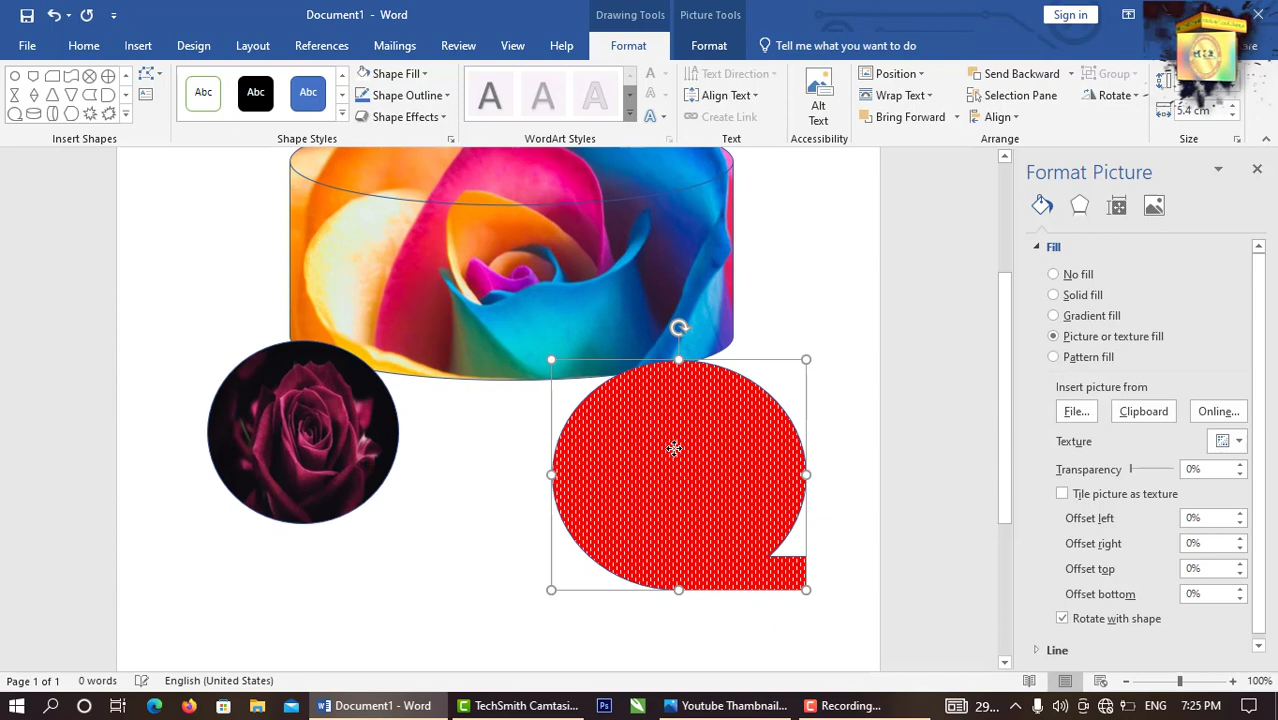 Document1 - Word
Drawing Tools
Picture Tools
Sign in
File
Home
Insert
Design
Layout
References
Mailings
Review
View
Help
Format
Format
Tell me what you want to do
Abc
Abc
Abc
Shape Fill
Shape Outline
Shape Effects
A
A
A
Text Direction
Align Text
Create Link
Alt
Text
Position
Wrap Text
Bring Forward
Send Backward
Selection Pane
Align
Group
Rotate
5.4 cm
Insert Shapes
Shape Styles
WordArt Styles
Text
Accessibility
Arrange
Size
Format Picture
Fill
No fill
Solid fill
Gradient fill
Picture or texture fill
Pattern fill
Insert picture from
File...
Clipboard
Online...
Texture
Transparency
0%
Tile picture as texture
Offset left
0%
Offset right
0%
Offset top
0%
Offset bottom
0%
Rotate with shape
Line
Page 1 of 1
0 words
English (United States)
100%
Document1 - Word
TechSmith Camtasi...
Youtube Thumbnail...
Recording...
29...
ENG
7:25 PM